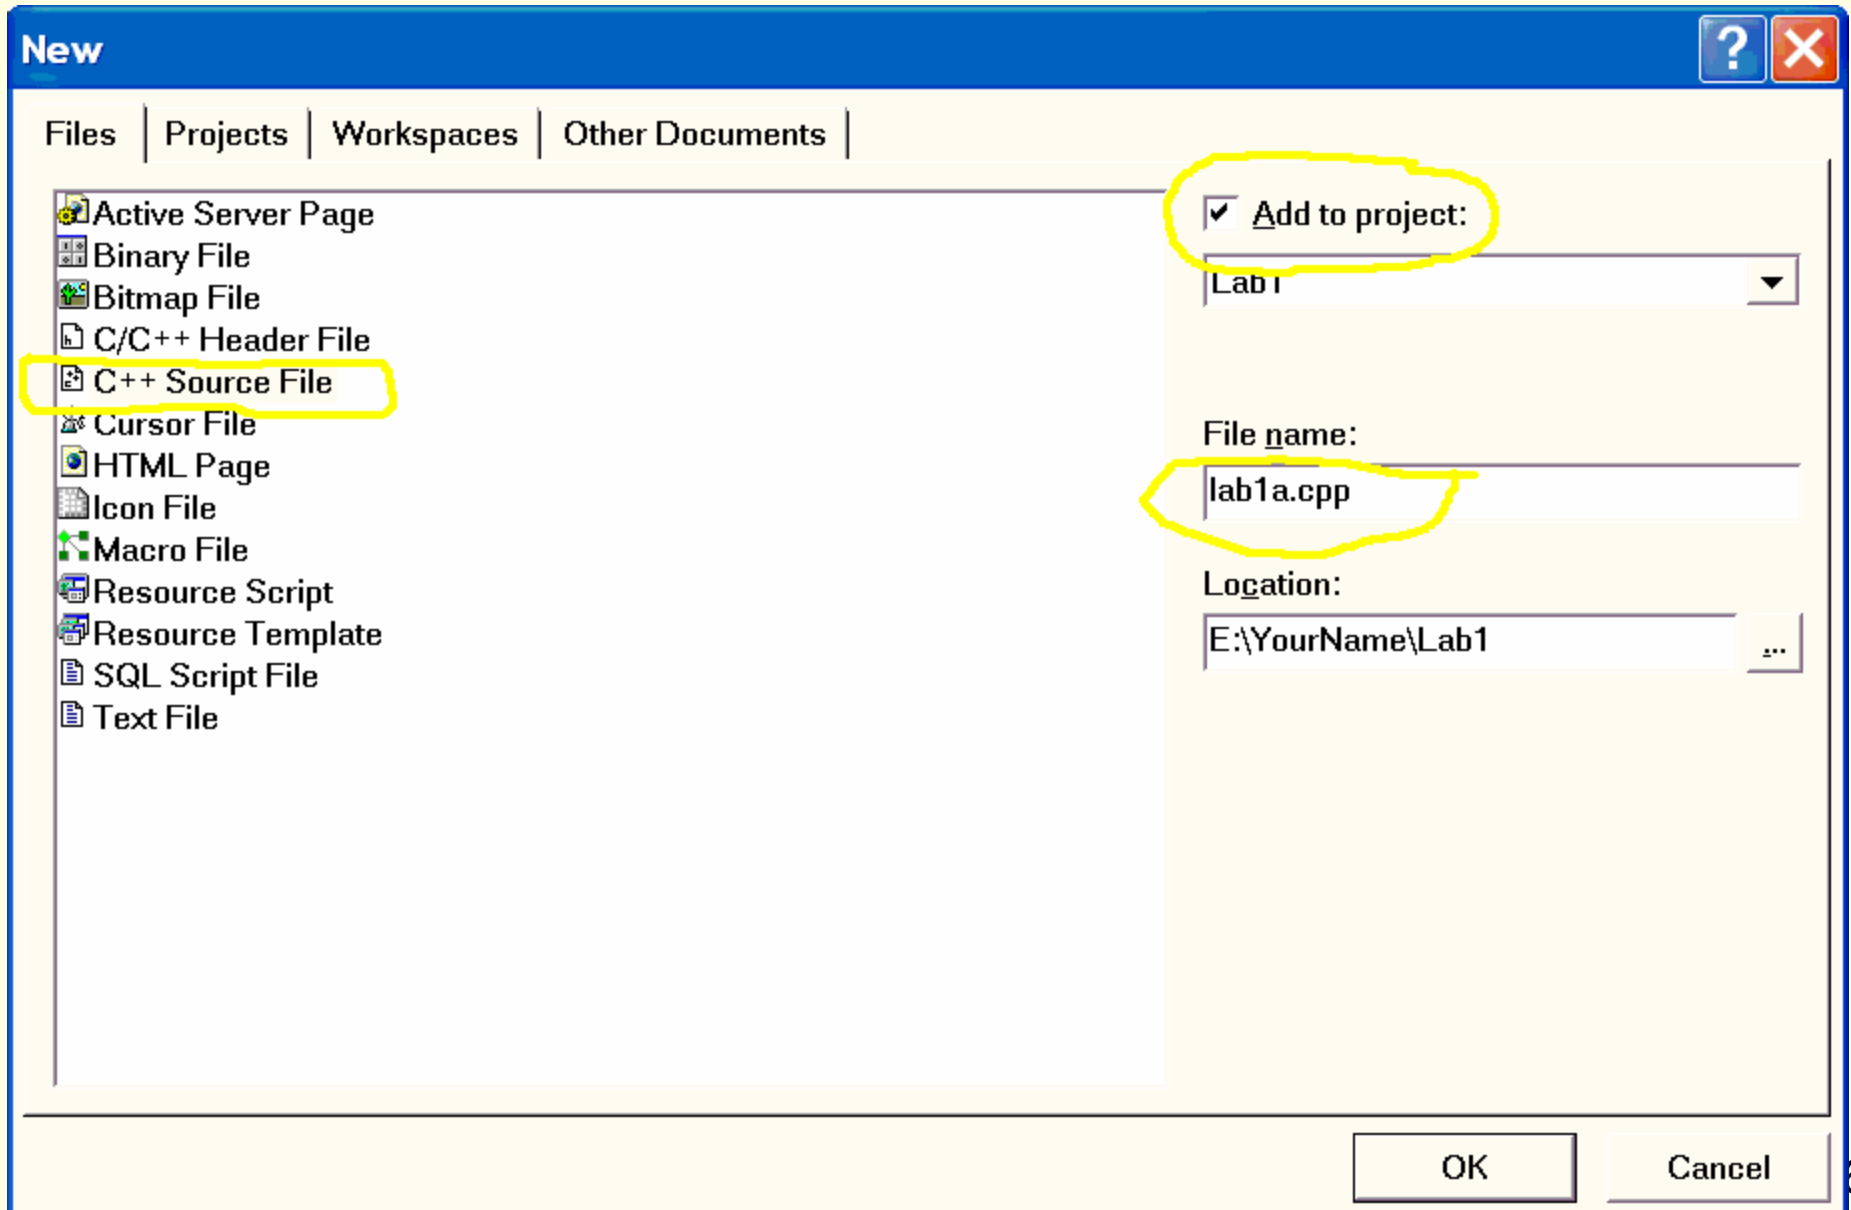 New
Files
Projects
Workspaces
Other Documents
Active Server Page
Binary File
Bitmap File
C/C++ Header File
C++ Source File
Cursor File
HTML Page
Icon File
Macro File
Resource Script
Resource Template
SQL Script File
Text File
Add to project:
Lab1
File name:
lab1a.cpp
Location:
E:\YourName\Lab1
...
OK
Cancel